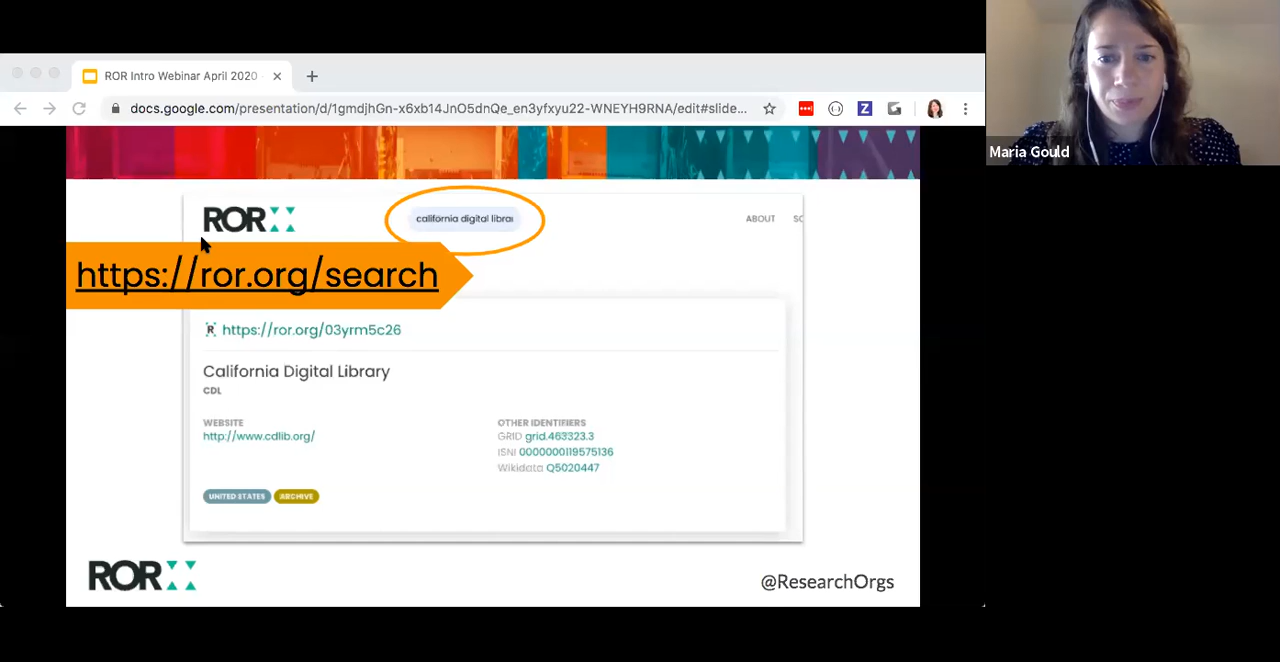 ROR Intro Webinar April 2020
docs.google.com/presentation/d/1gmdjhGn-x6xb14JnO5dnQe_en3yfxyu22-WNEYH9RNA/edit#slide...
Maria Gould
ROR
california digital librar
ABOUT
SC
https://ror.org/search
R https://ror.org/03yrm5c26
California Digital Library
CDL
WEBSITE
http://www.cdlib.org/
OTHER IDENTIFIERS
GRID grid.463323.3
ISNI 0000000119575136
Wikidata Q5020447
UNITED STATES ARCHIVE
ROR
@ResearchOrgs